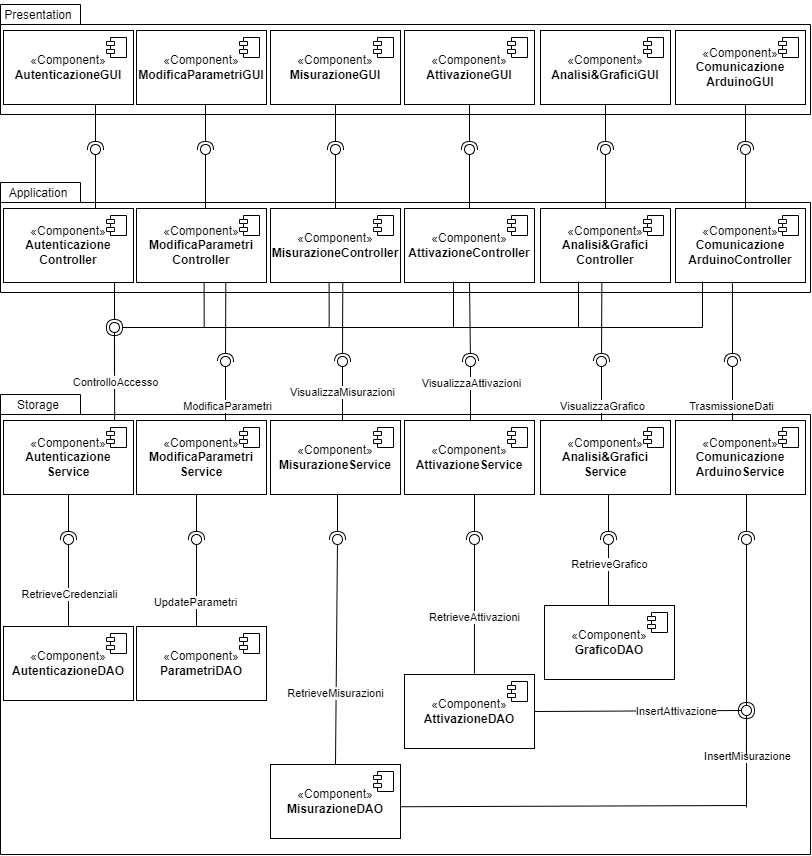 Presentation
«Component»
AutenticazioneGUI
«Component»
ModificaParametriGUI
«Component»
MisurazioneGUI
«Component»
AttivazioneGUI
«Component»
Analisi&GraficiGUI
«Component»
Comunicazione
ArduinoGUI
Application
«Component»
Autenticazione
Controller
«Component»
ModificaParametri
Controller
«Component»
MisurazioneController
«Component»
AttivazioneController
«Component»
Analisi&Grafici
Controller
«Component»
Comunicazione
ArduinoController
ControlloAccesso
ModificaParametri
VisualizzaMisurazioni
VisualizzaAttivazioni
VisualizzaGrafico
TrasmissioneDati
Storage
«Component»
Autenticazione
Service
«Component»
ModificaParametri
Service
«Component»
MisurazioneService
«Component»
AttivazioneService
«Component»
Analisi&Grafici
Service
«Component»
Comunicazione
ArduinoService
RetrieveCredenziali
UpdateParametri
RetrieveMisurazioni
RetrieveAttivazioni
RetrieveGrafico
«Component»
AutenticazioneDAO
«Component»
ParametriDAO
«Component»
GraficoDAO
«Component»
AttivazioneDAO
InsertAttivazione
InsertMisurazione
«Component»
MisurazioneDAO